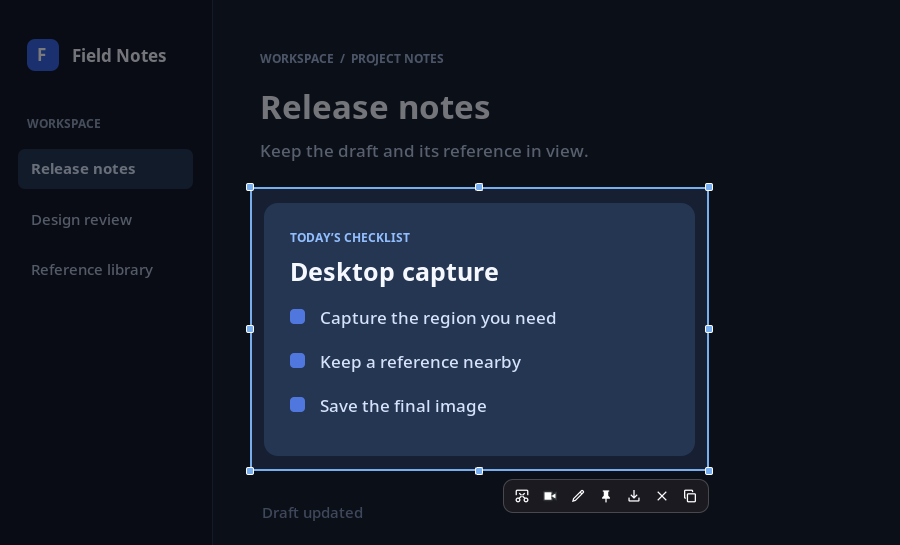 F
Field Notes
WORKSPACE
Release notes
Design review
Reference library
WORKSPACE / PROJECT NOTES
Release notes
Keep the draft and its reference in view.
TODAY’S CHECKLIST
Desktop capture
Capture the region you need
Keep a reference nearby
Save the final image
Draft updated